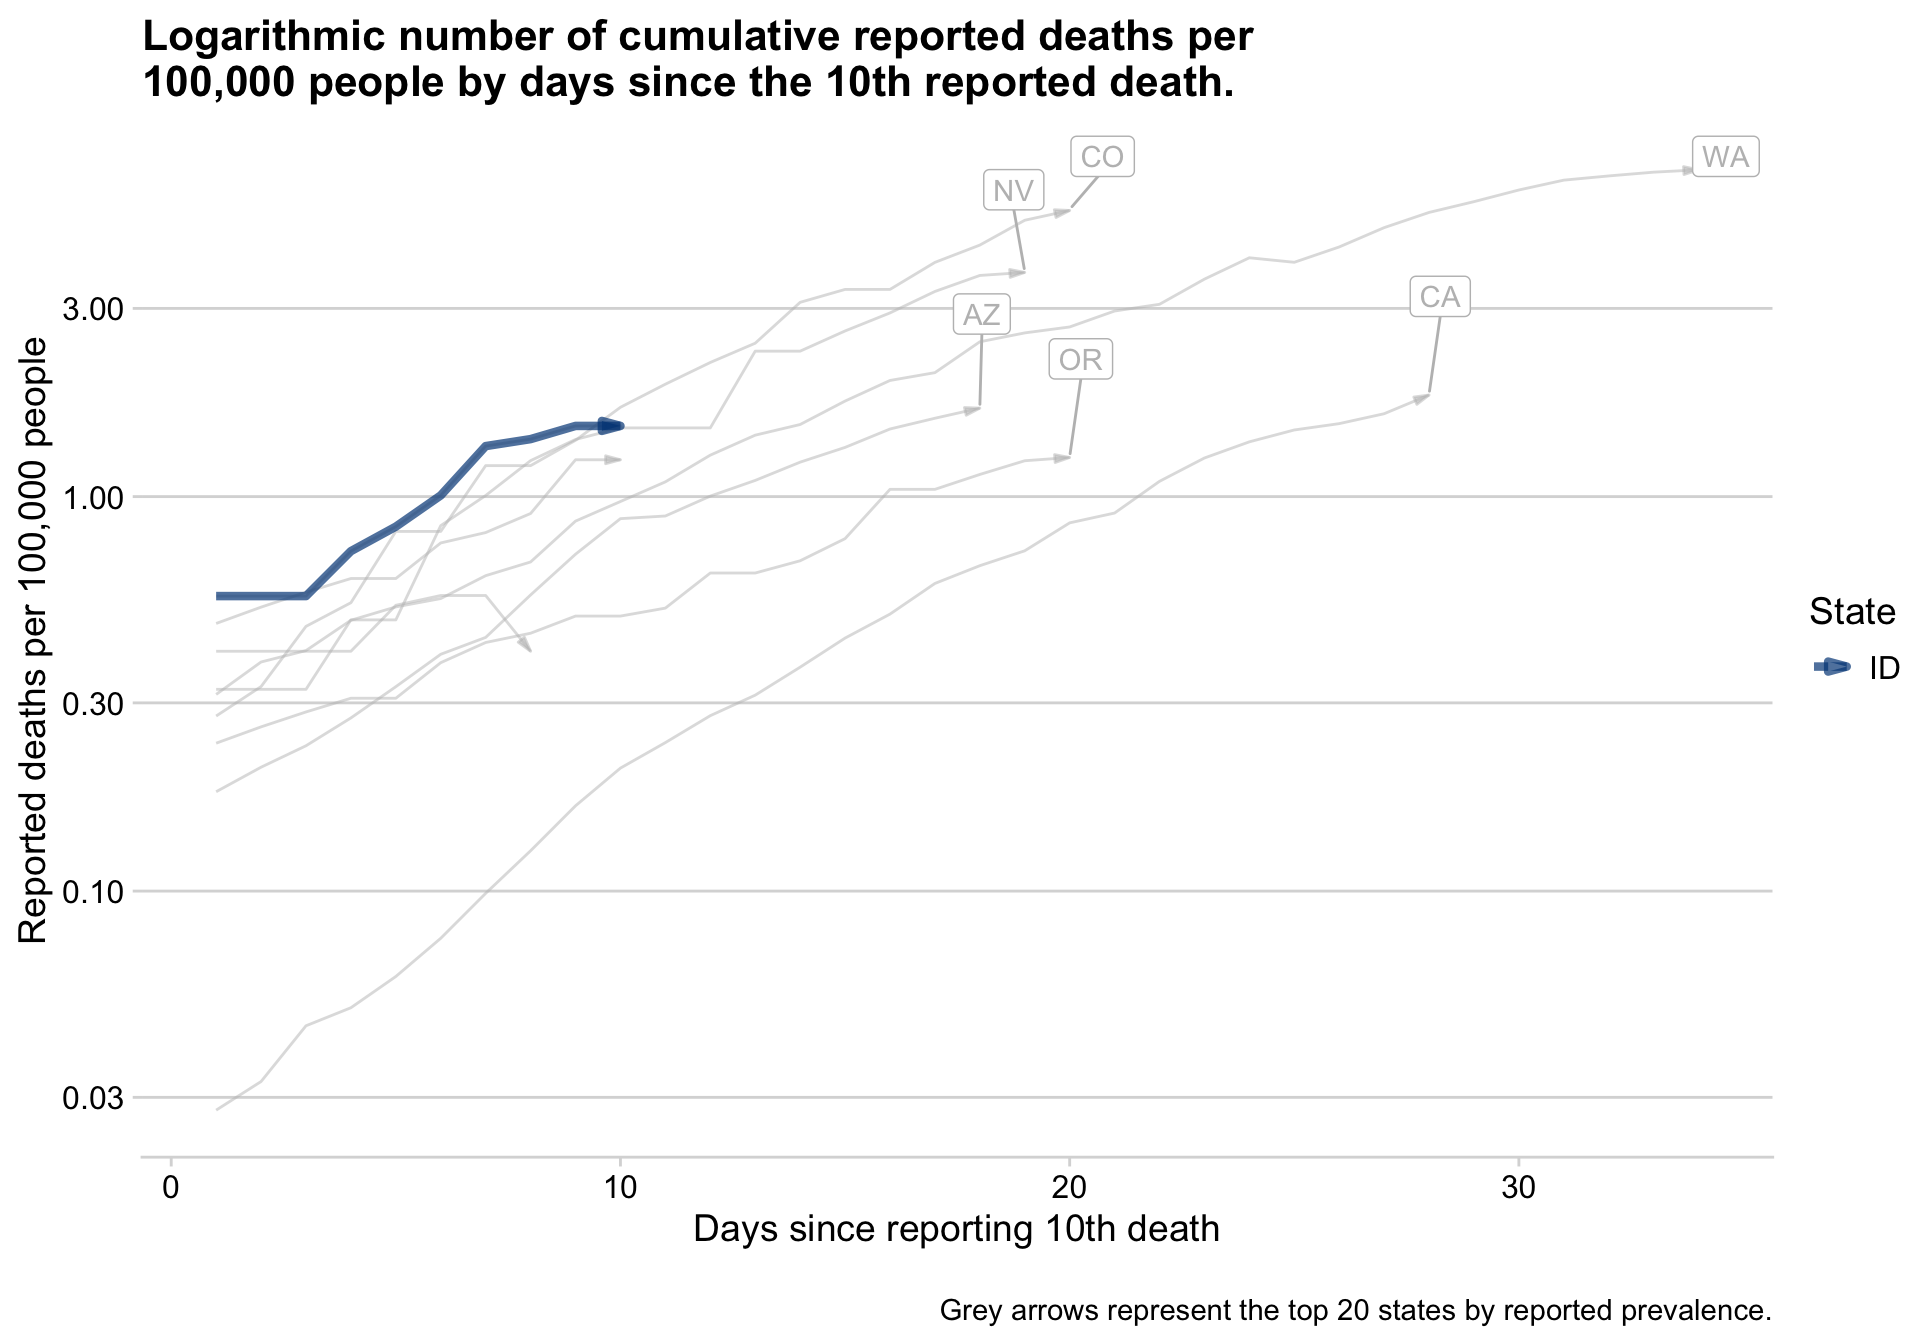 Logarithmic number of cumulative reported deaths per
100,000 people by days since the 10th reported death.
CO
WA
NV
CA
AZ
OR
3.00
1.00
0.30
0.10
0.03
Reported deaths per 100,000 people
State
ID
0
10
20
30
Days since reporting 10th death
Grey arrows represent the top 20 states by reported prevalence.